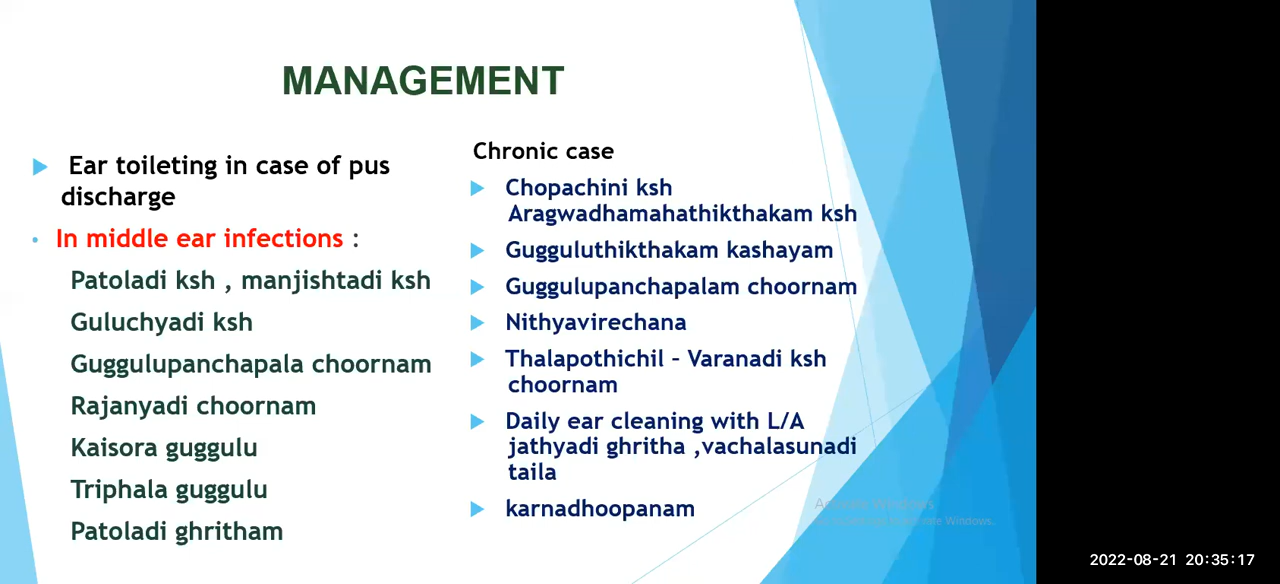 MANAGEMENT
Ear toileting in case of pus
discharge
In middle ear infections :
Patoladi ksh , manjishtadi ksh
Guluchyadi ksh
Guggulupanchapala choornam
Rajanyadi choornam
Kaisora guggulu
Triphala guggulu
Patoladi ghritham
Chronic case
Chopachini ksh
Aragwadhamahathikthakam ksh
Gugguluthikthakam kashayam
Guggulupanchapalam choornam
Nithyavirechana
Thalapothichil – Varanadi ksh
choornam
Daily ear cleaning with L/A
jathyadi ghritha ,vachalasunadi
taila
karnadhoopanam
Windows
Windows.
2022-08-21 20:35:17